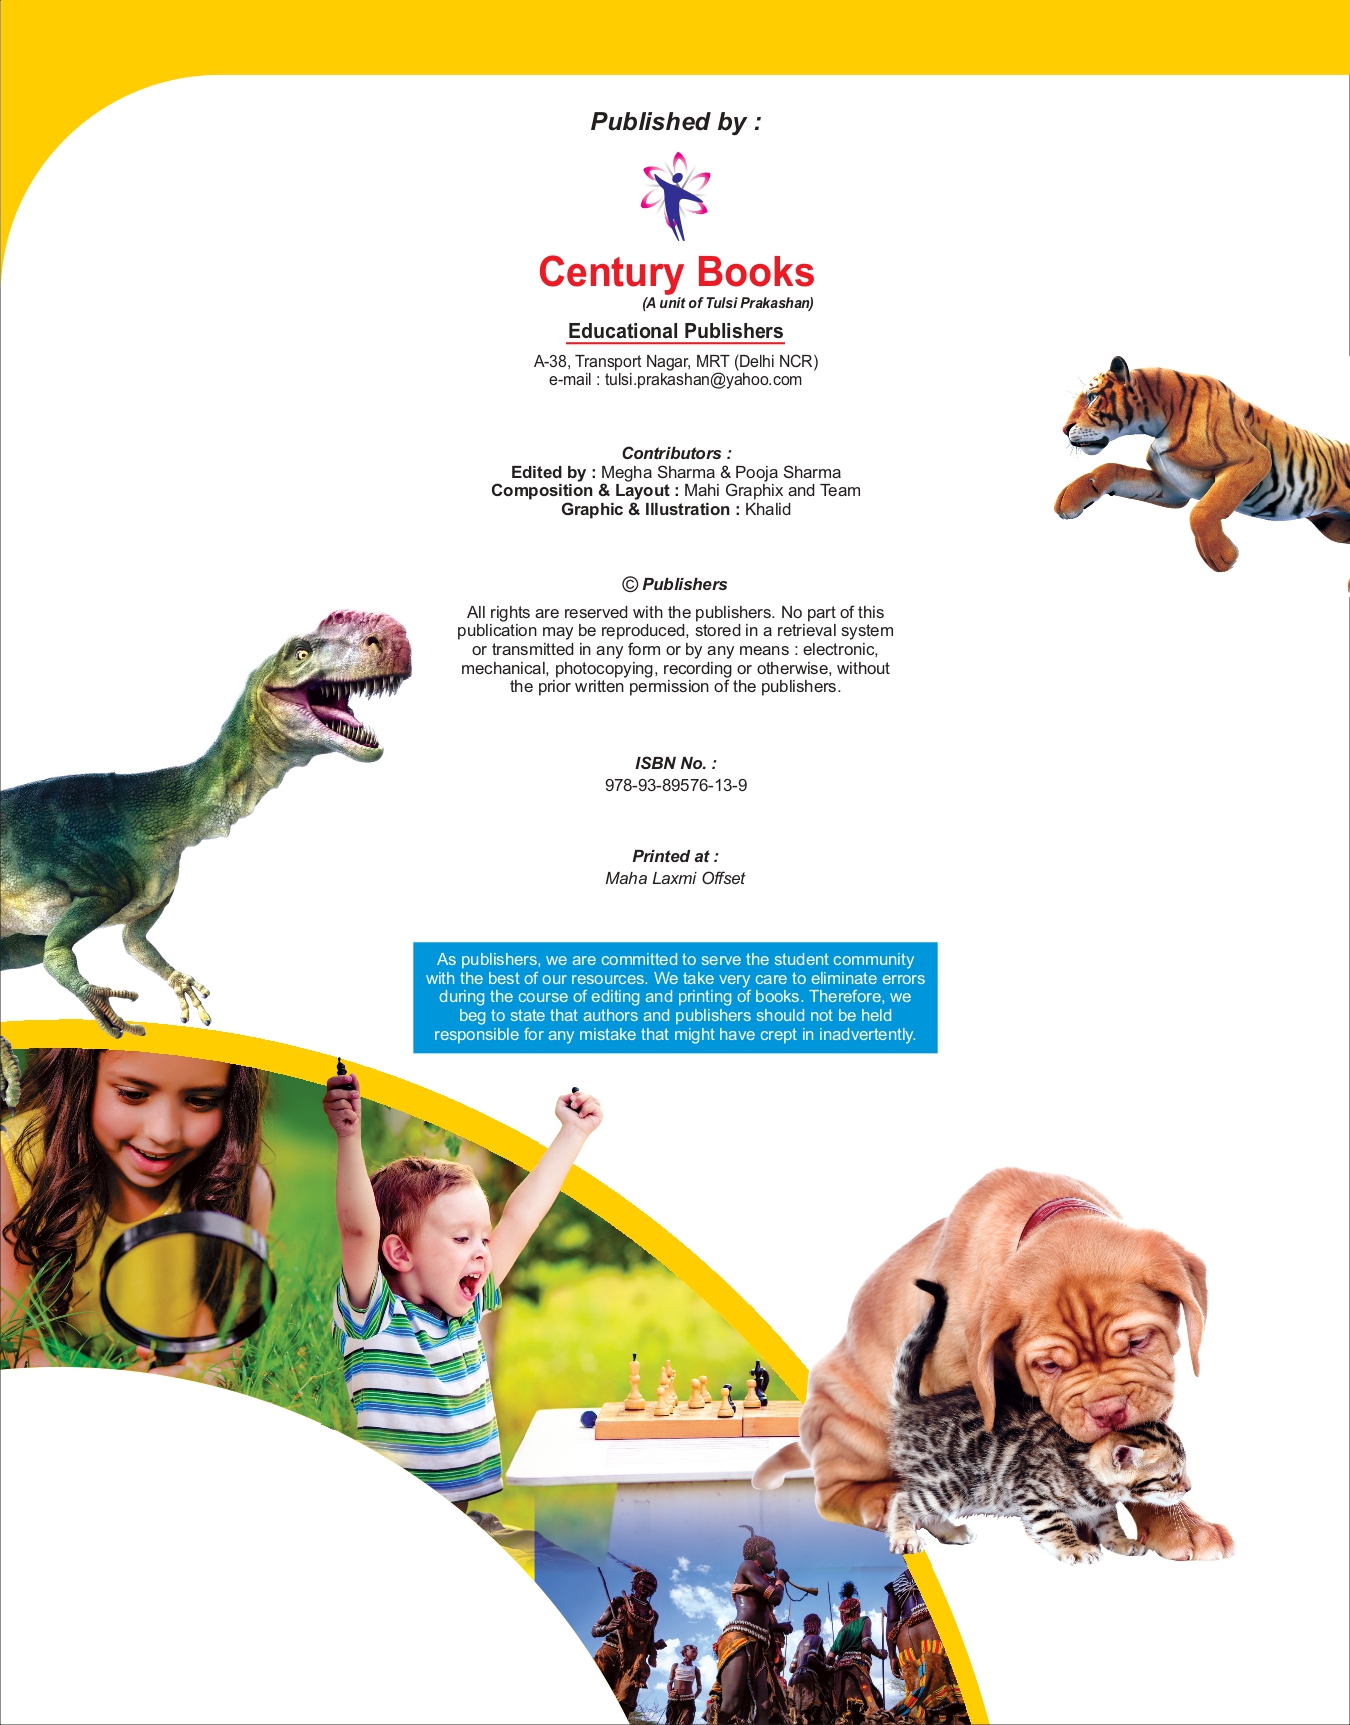 Published by :
Century Books
(A unit of Tulsi Prakashan)
Educational Publishers
A-38, Transport Nagar, MRT (Delhi NCR)
e-mail : tulsi.prakashan@yahoo.com
Contributors :
Edited by : Megha Sharma & Pooja Sharma
Composition & Layout : Mahi Graphix and Team
Graphic & Illustration : Khalid
© Publishers
All rights are reserved with the publishers. No part of this
publication may be reproduced, stored in a retrieval system
or transmitted in any form or by any means : electronic,
mechanical, photocopying, recording or otherwise, without
the prior written permission of the publishers.
ISBN No. :
978-93-89576-13-9
Printed at :
Maha Laxmi Offset
As publishers, we are committed to serve the student community
with the best of our resources. We take very care to eliminate errors
during the course of editing and printing of books. Therefore, we
beg to state that authors and publishers should not be held
responsible for any mistake that might have crept in inadvertently.